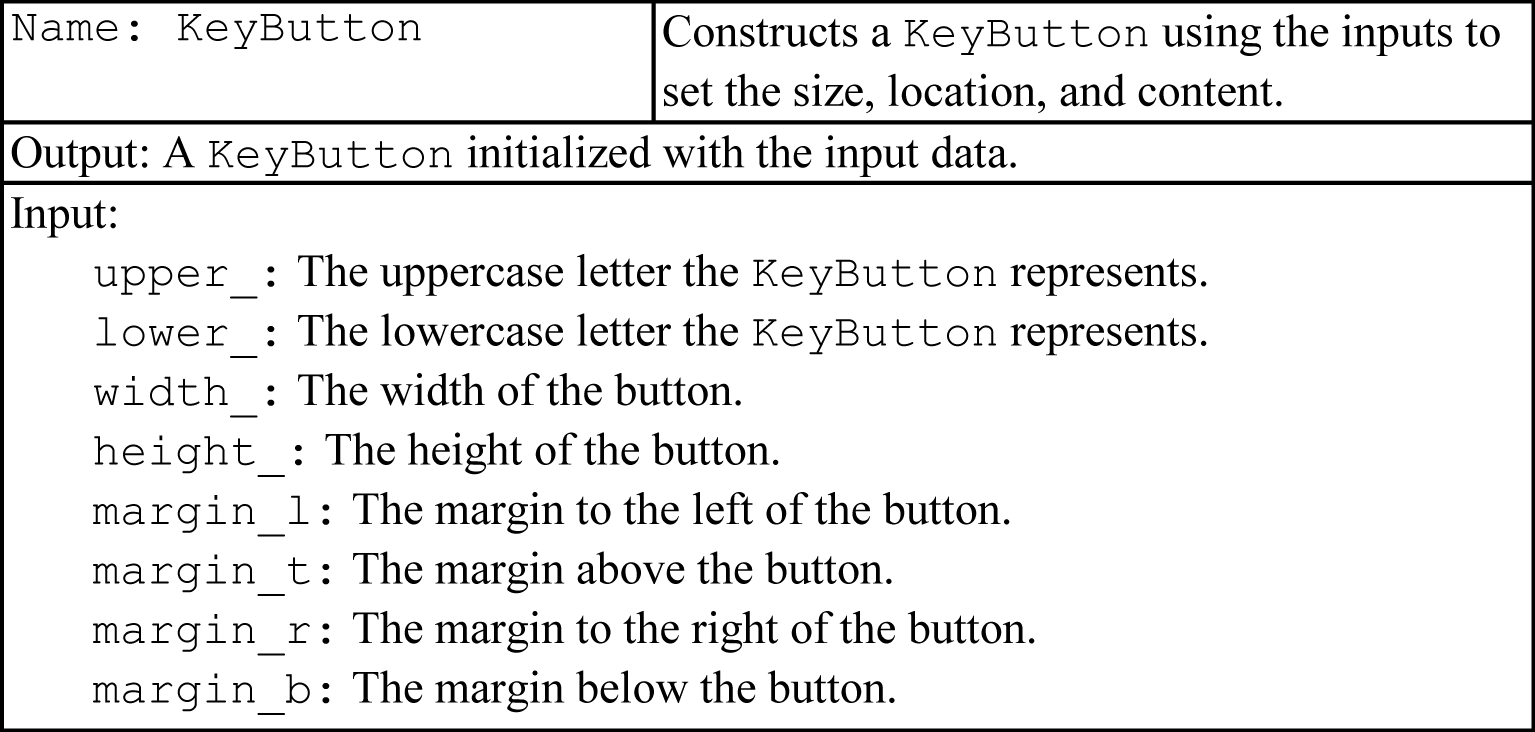 Name: KeyButton
Constructs a KeyButton using the inputs to
set the size, location, and content.
Output: A KeyButton initialized with the input data.
Input:
upper_: The uppercase letter the KeyButton represents.
lower_: The lowercase letter the KeyButton represents.
width_: The width of the button.
height_: The height of the button.
margin_l: The margin to the left of the button.
margin_t: The margin above the button.
margin_r: The margin to the right of the button.
margin_b: The margin below the button.